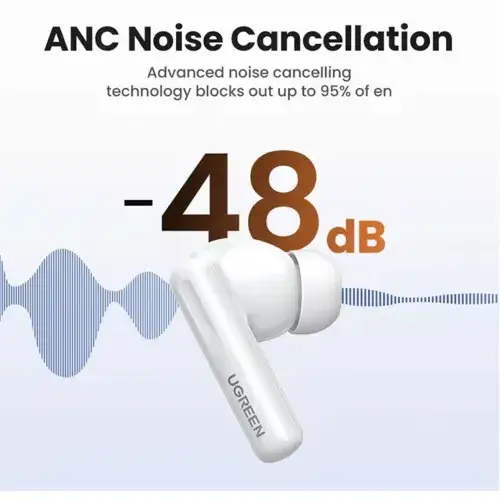 ANC Noise Cancellation
Advanced noise cancelling
technology blocks out up to 95% of en
-48 dB
UGREEN